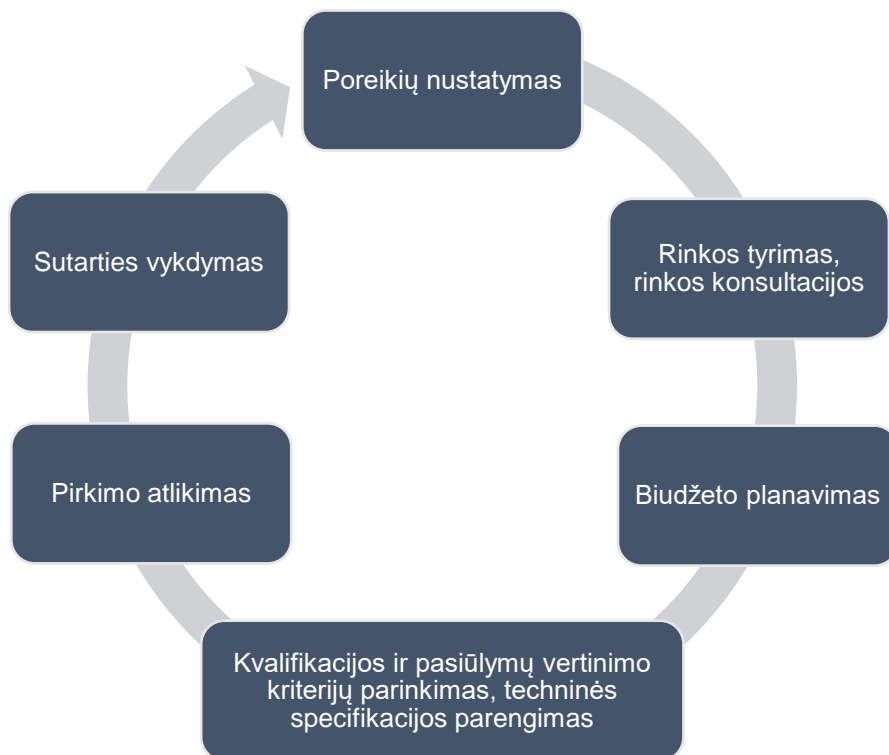 Poreikių nustatymas
Rinkos tyrimas,
rinkos konsultacijos
Biudžeto planavimas
Kvalifikacijos ir pasiūlymų vertinimo
kriterijų parinkimas, techninės
specifikacijos parengimas
Pirkimo atlikimas
Sutarties vykdymas